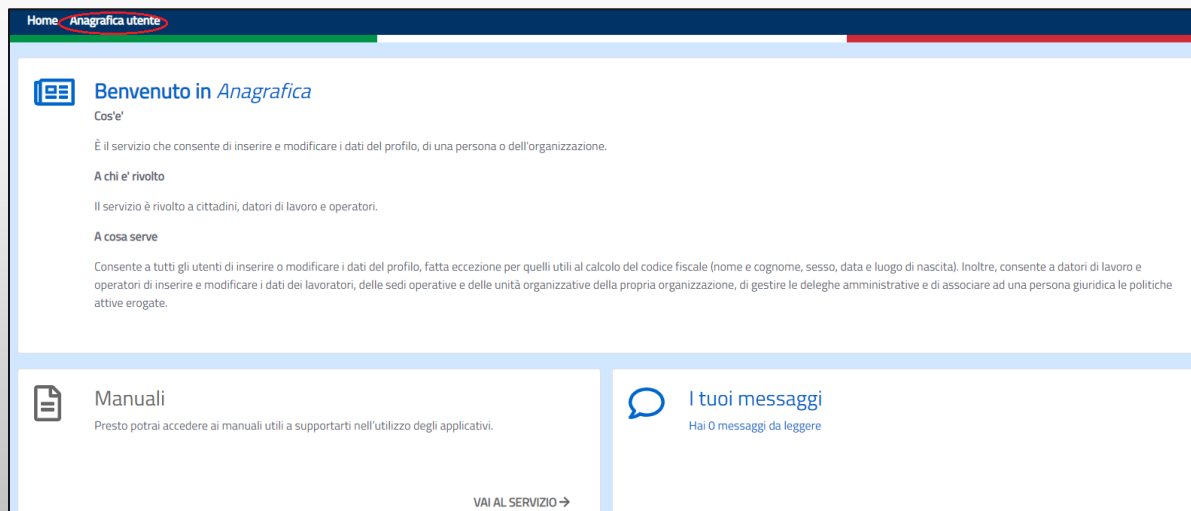 Home Anagrafica utente
Benvenuto in Anagrafica
Cos'e'
È il servizio che consente di inserire e modificare i dati del profilo, di una persona o dell'organizzazione.
A chi e' rivolto
Il servizio è rivolto a cittadini, datori di lavoro e operatori.
A cosa serve
Consente a tutti gli utenti di inserire o modificare i dati del profilo, fatta eccezione per quelli utili al calcolo del codice fiscale (nome e cognome, sesso, data e luogo di nascita). Inoltre, consente a datori di lavoro e
operatori di inserire e modificare i dati dei lavoratori, delle sedi operative e delle unità organizzative della propria organizzazione, di gestire le deleghe amministrative e di associare ad una persona giuridica le politiche
attive erogate.
Manuali
Presto potrai accedere ai manuali utili a supportarti nell'utilizzo degli applicativi.
VAI AL SERVIZIO →
I tuoi messaggi
Hai 0 messaggi da leggere